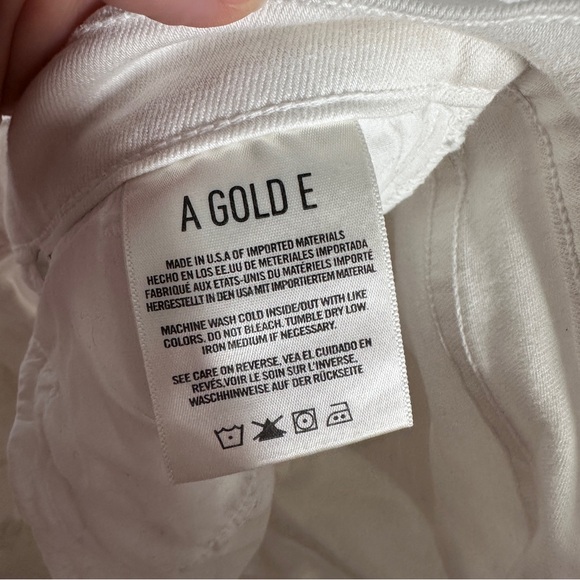 A GOLD E
MADE IN U.S.A OF IMPORTED MATERIALS
HECHO EN LOS EE.UU DE METERIALES IMPORTADA
FABRIQUÉ AUX ETATS-UNIS DU MATÉRIELS IMPORTÉ
HERGESTELLT IN DEN USA MIT IMPORTIERTEM MATERIAL
MACHINE WASH COLD INSIDE/OUT WITH LIKE
COLORS. DO NOT BLEACH. TUMBLE DRY LOW.
IRON MEDIUM IF NECESSARY.
SEE CARE ON REVERSE. VEA EL CUIDADO EN
REVÉS.VOIR LE SOIN SUR L'INVERSE.
WASCHHINWEISE AUF DER RÜCKSEITE